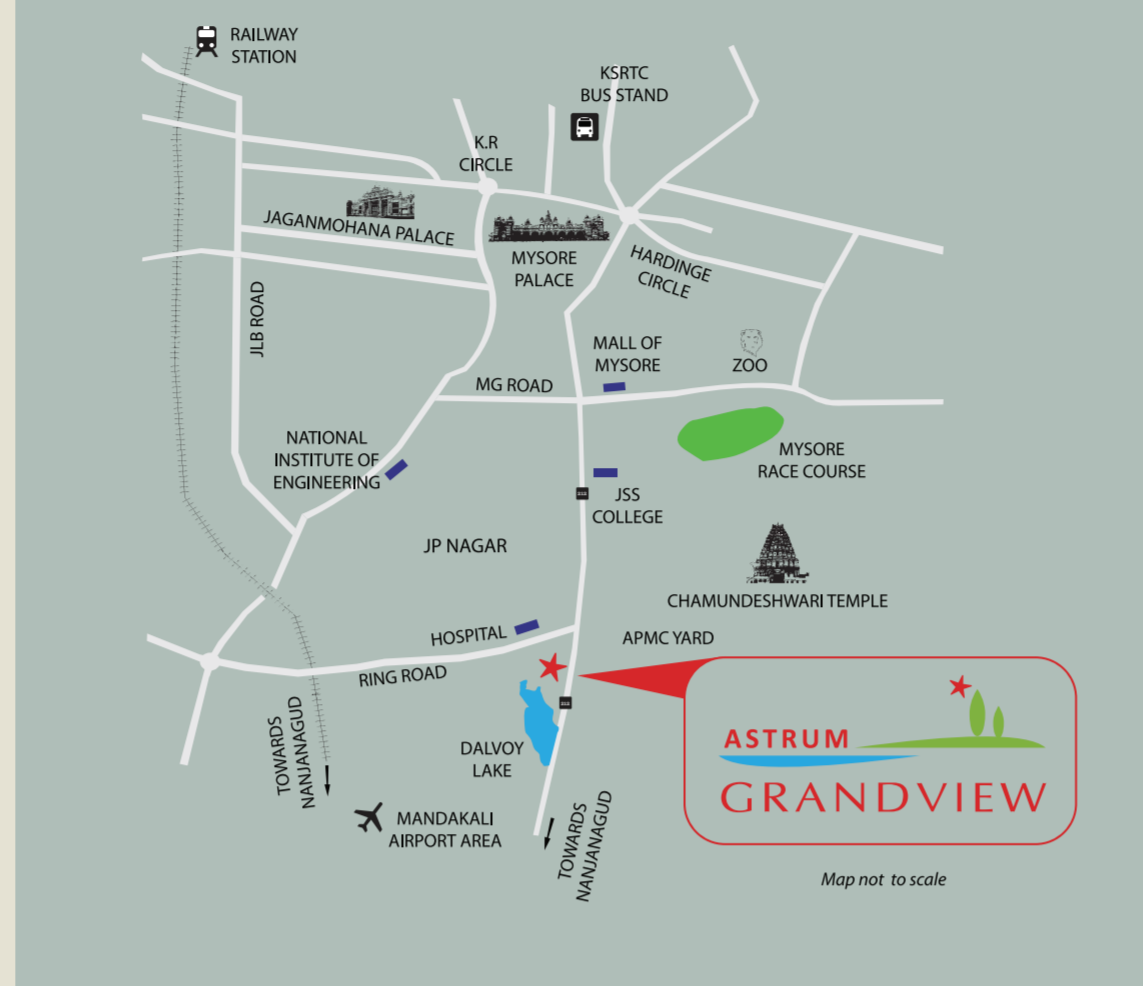 RAILWAY
STATION
KSRTC
BUS STAND
K.R
CIRCLE
JAGANMOHANA PALACE
MYSORE
PALACE
HARDINGE
CIRCLE
JLB ROAD
MALL OF
MYSORE
ZOO
MG ROAD
NATIONAL
INSTITUTE OF
ENGINEERING
MYSORE
RACE COURSE
JSS
COLLEGE
JP NAGAR
CHAMUNDESHWARI TEMPLE
HOSPITAL
APMC YARD
RING ROAD
TOWARDS
NANJANAGUD
DALVOY
LAKE
ASTRUM
GRANDVIEW
MANDAKALI
AIRPORT AREA
TOWARDS
NANJANAGUD
Map not to scale